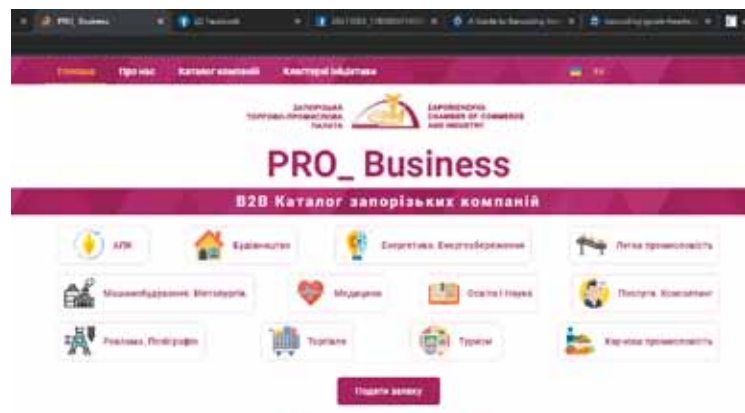 PRO_ Business
Facebook
Головна Про нас Каталог компаній Кластерні ініціативи
ЗАПОРІЗЬКА
ТОРГОВО-ПРОМИСЛОВА
ПАЛАТА
ZAPORIZHZHIA
CHAMBER OF COMMERCE
AND INDUSTRY
PRO_ Business
B2B Каталог запорізьких компаній
АПК
Будівництво
Енергетика. Енергозбереження
Легка промисловість
Машинобудування. Металургія.
Медицина
Освіта і Наука
Послуги. Консалтинг
Реклама. Поліграфія
Торгівля
Туризм
Харчова промисловість
Подати заявку